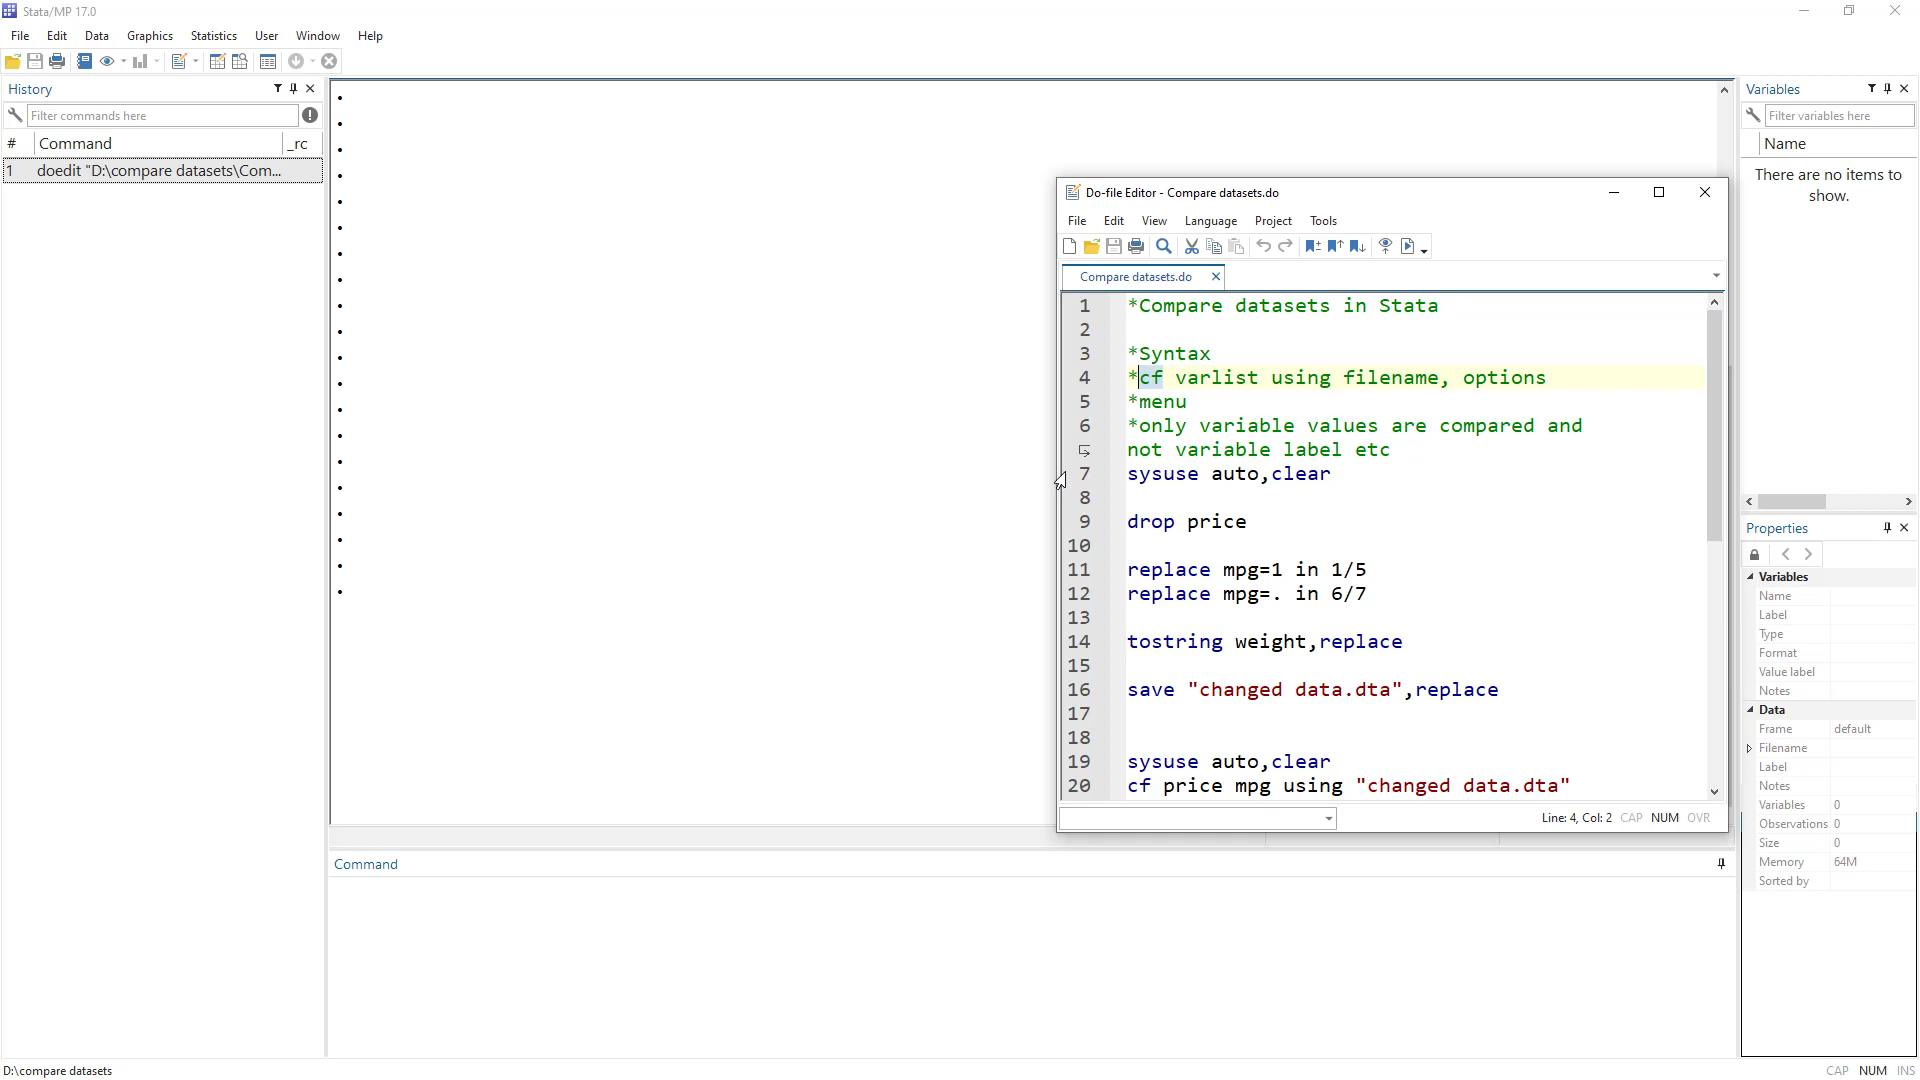 Stata/MP 17.0
File Edit Data Graphics Statistics User Window Help
History
Filter commands here
# Command _rc
1 doedit "D:\compare datasets\Com...
Do-file Editor - Compare datasets.do
File Edit View Language Project Tools
Compare datasets.do
1 *Compare datasets in Stata
2
3 *Syntax
4 *cf varlist using filename, options
5 *menu
6 *only variable values are compared and
not variable label etc
7 sysuse auto,clear
8
9 drop price
10
11 replace mpg=1 in 1/5
12 replace mpg=. in 6/7
13
14 tostring weight,replace
15
16 save "changed data.dta",replace
17
18
19 sysuse auto,clear
20 cf price mpg using "changed data.dta"
Line: 4, Col: 2 CAP NUM OVR
Command
Variables
Filter variables here
Name
There are no items to
show.
Properties
Variables
Name
Label
Type
Format
Value label
Notes
Data
Frame default
Filename
Label
Notes
Variables 0
Observations 0
Size 0
Memory 64M
Sorted by
D:\compare datasets
CAP NUM INS